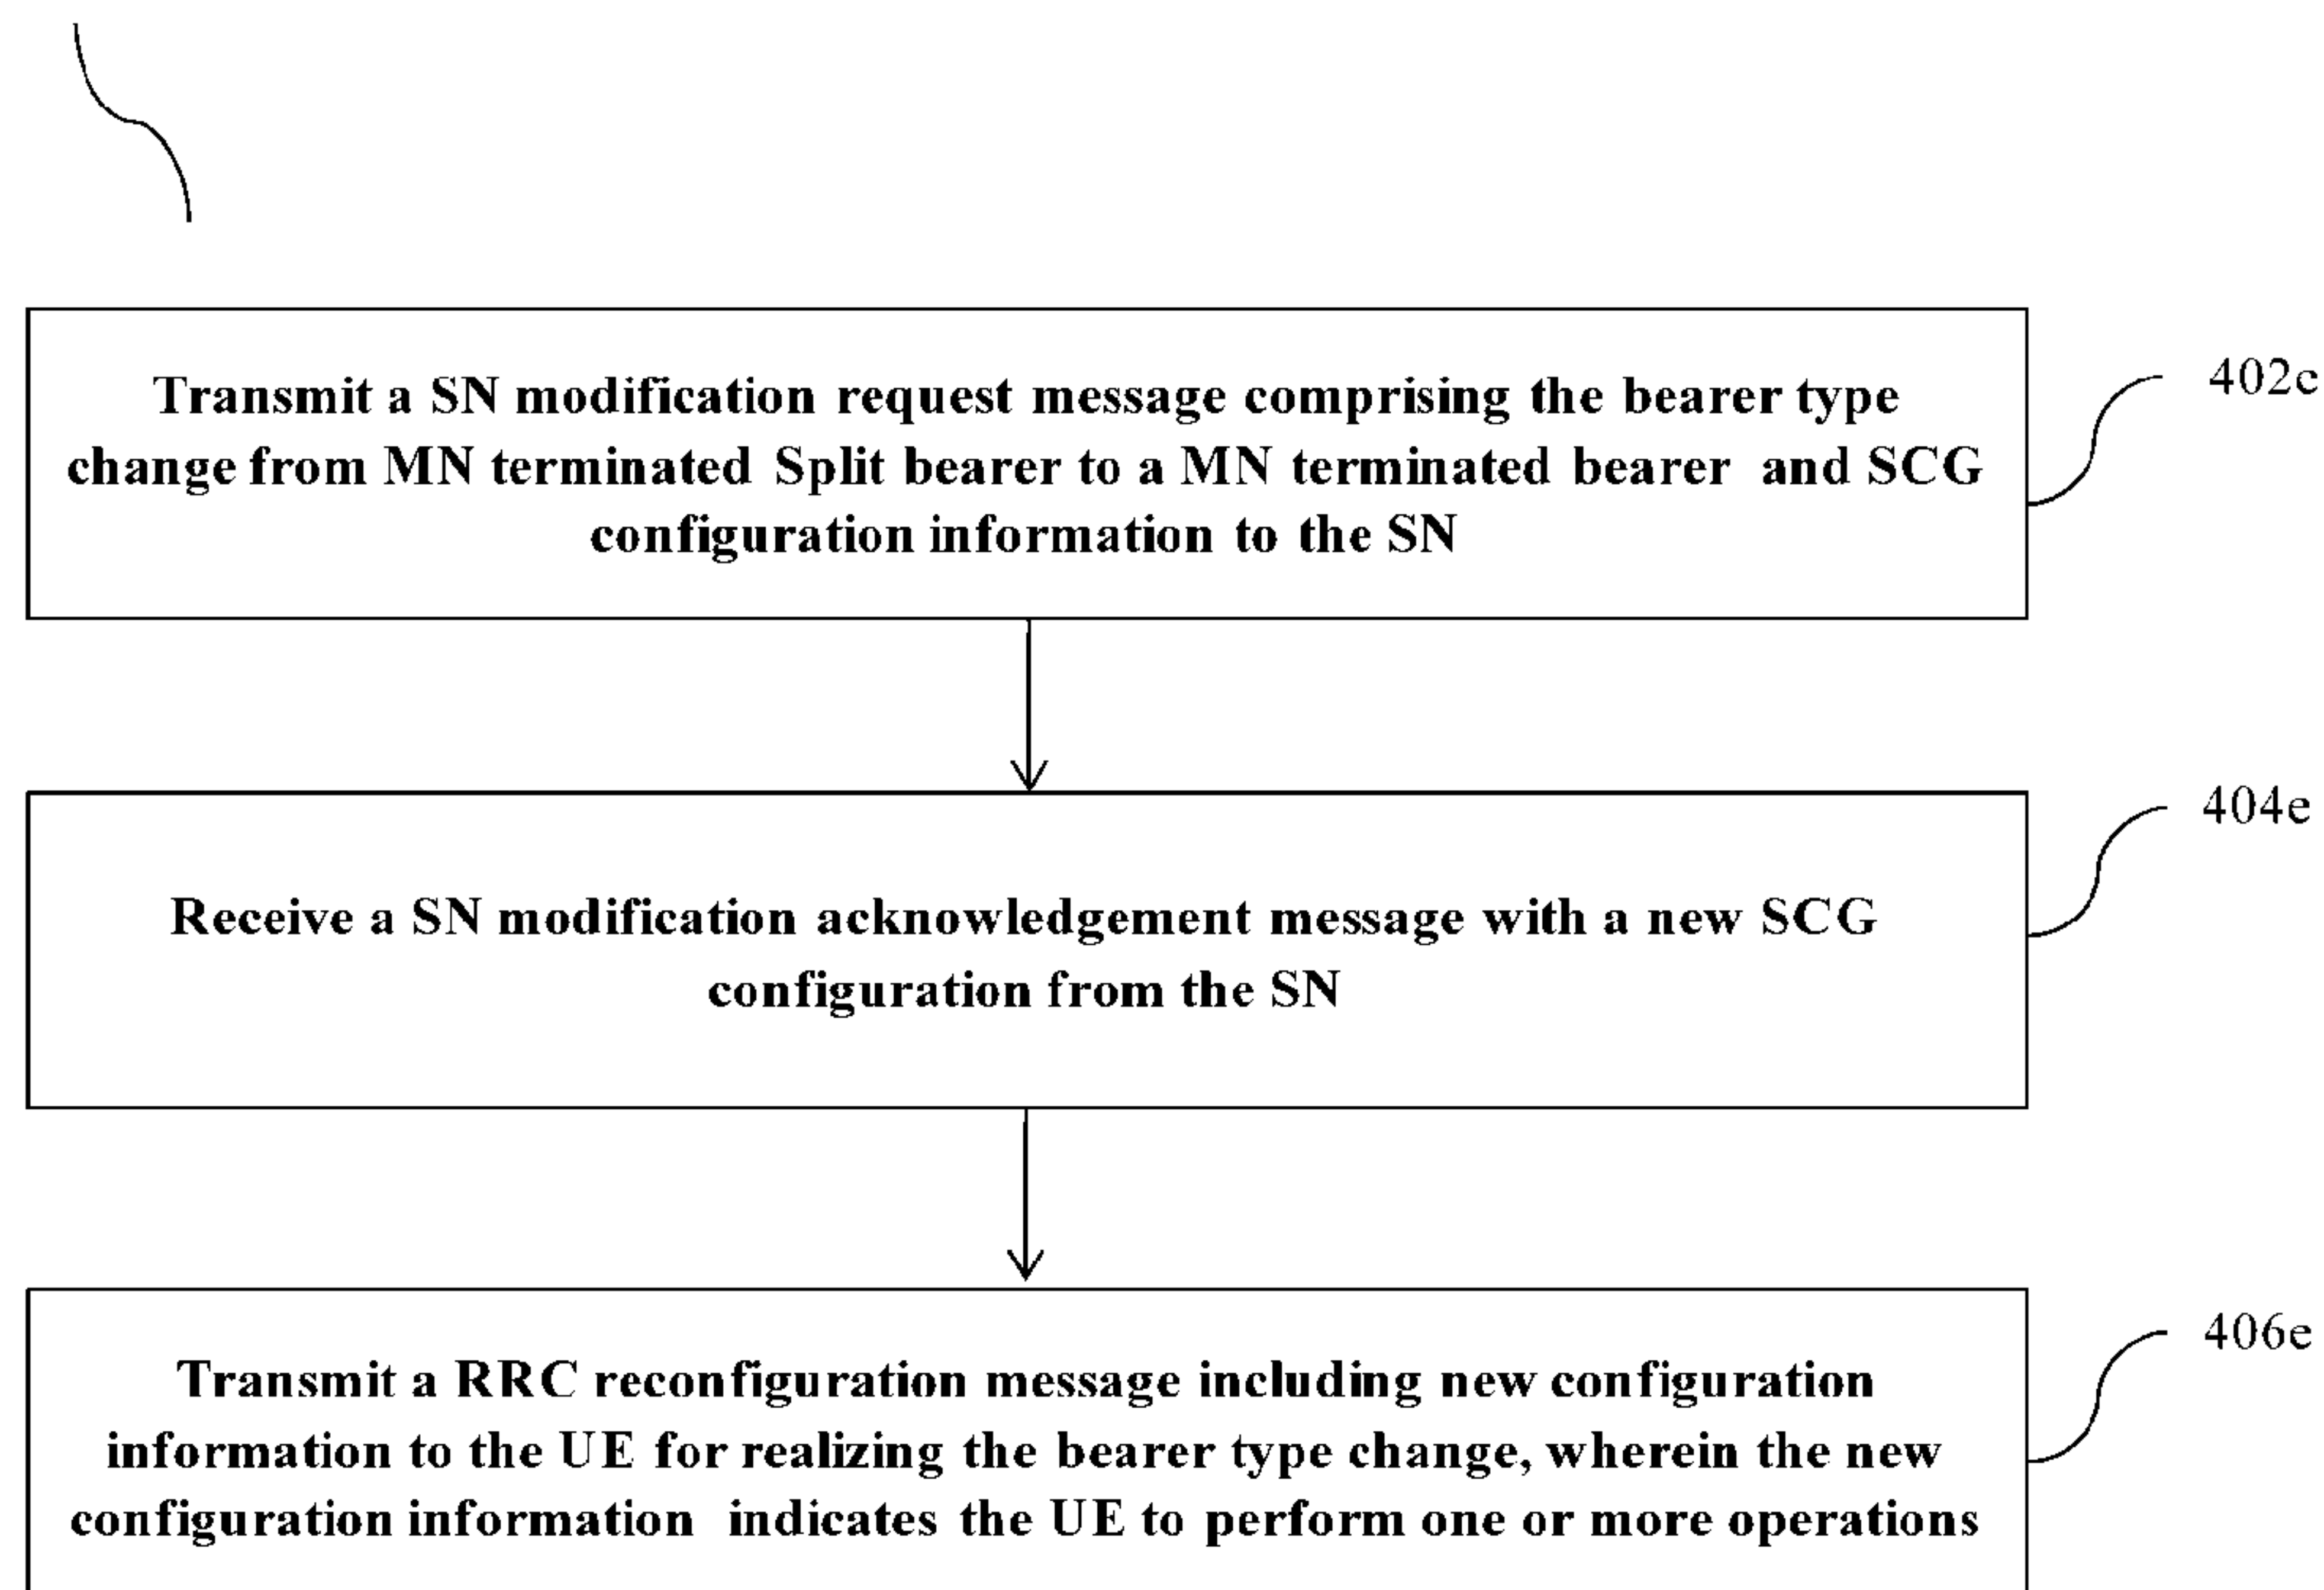 Transmit a SN modification request message comprising the bearer type
change from MN terminated Split bearer to a MN terminated bearer and SCG
configuration information to the SN
402c
Receive a SN modification acknowledgement message with a new SCG
configuration from the SN
404e
Transmit a RRC reconfiguration message including new configuration
information to the UE for realizing the bearer type change, wherein the new
configuration information indicates the UE to perform one or more operations
406e